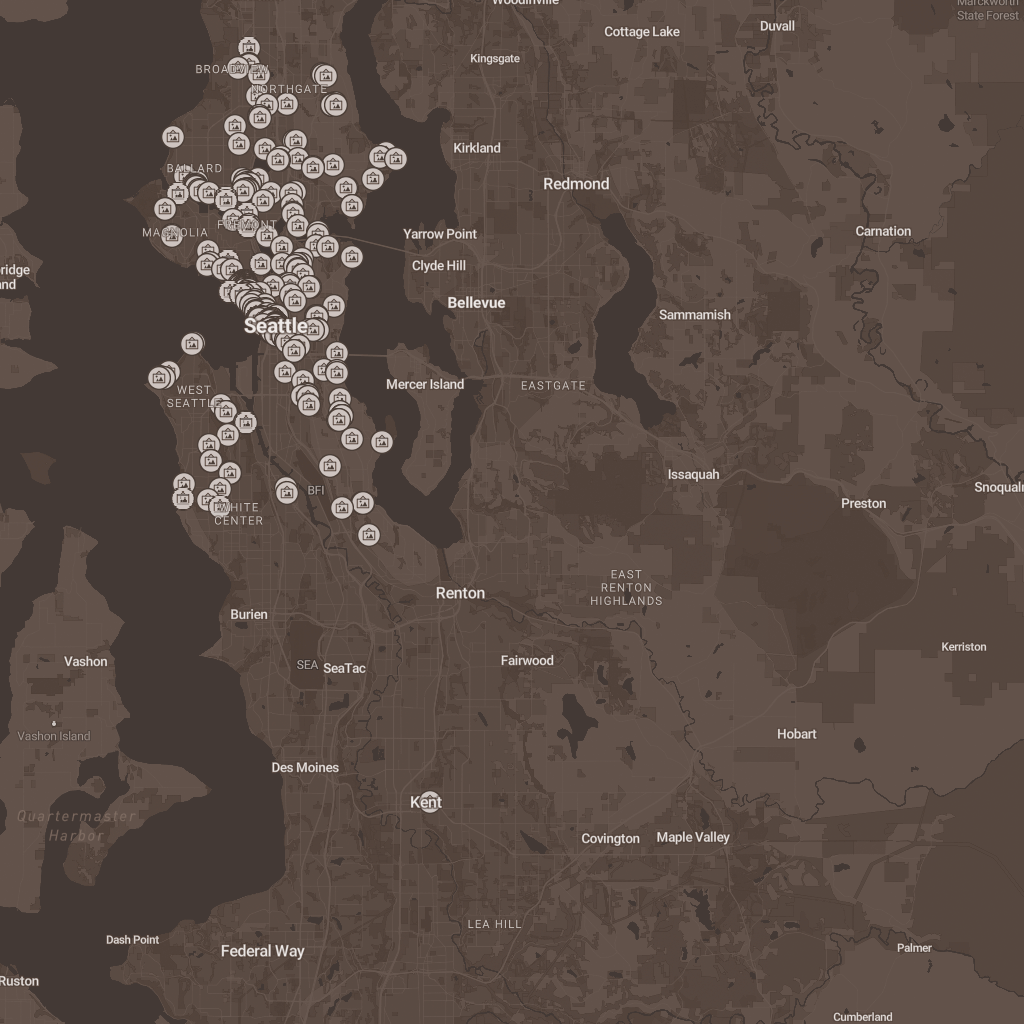 Woodinville
Marckworth
State Forest
Cottage Lake
Duvall
Kingsgate
BROADVIEW
NORTHGATE
Kirkland
BALLARD
Redmond
MAGNOLIA
FREMONT
Yarrow Point
Carnation
Clyde Hill
Bellevue
Sammamish
Seattle
Mercer Island
EASTGATE
WEST
SEATTLE
Issaquah
BFI
Preston
WHITE
CENTER
EAST
RENTON
HIGHLANDS
Renton
Burien
Kerriston
Vashon
SEA
SeaTac
Fairwood
Vashon Island
Hobart
Des Moines
Kent
Quartermaster
Harbor
Covington
Maple Valley
LEA HILL
Dash Point
Federal Way
Palmer
Ruston
Cumberland